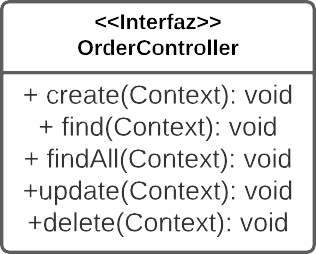 <<Interfaz>>
OrderController
+ create(Context): void
+ find(Context): void
+ findAll(Context): void
+update(Context): void
+delete(Context): void